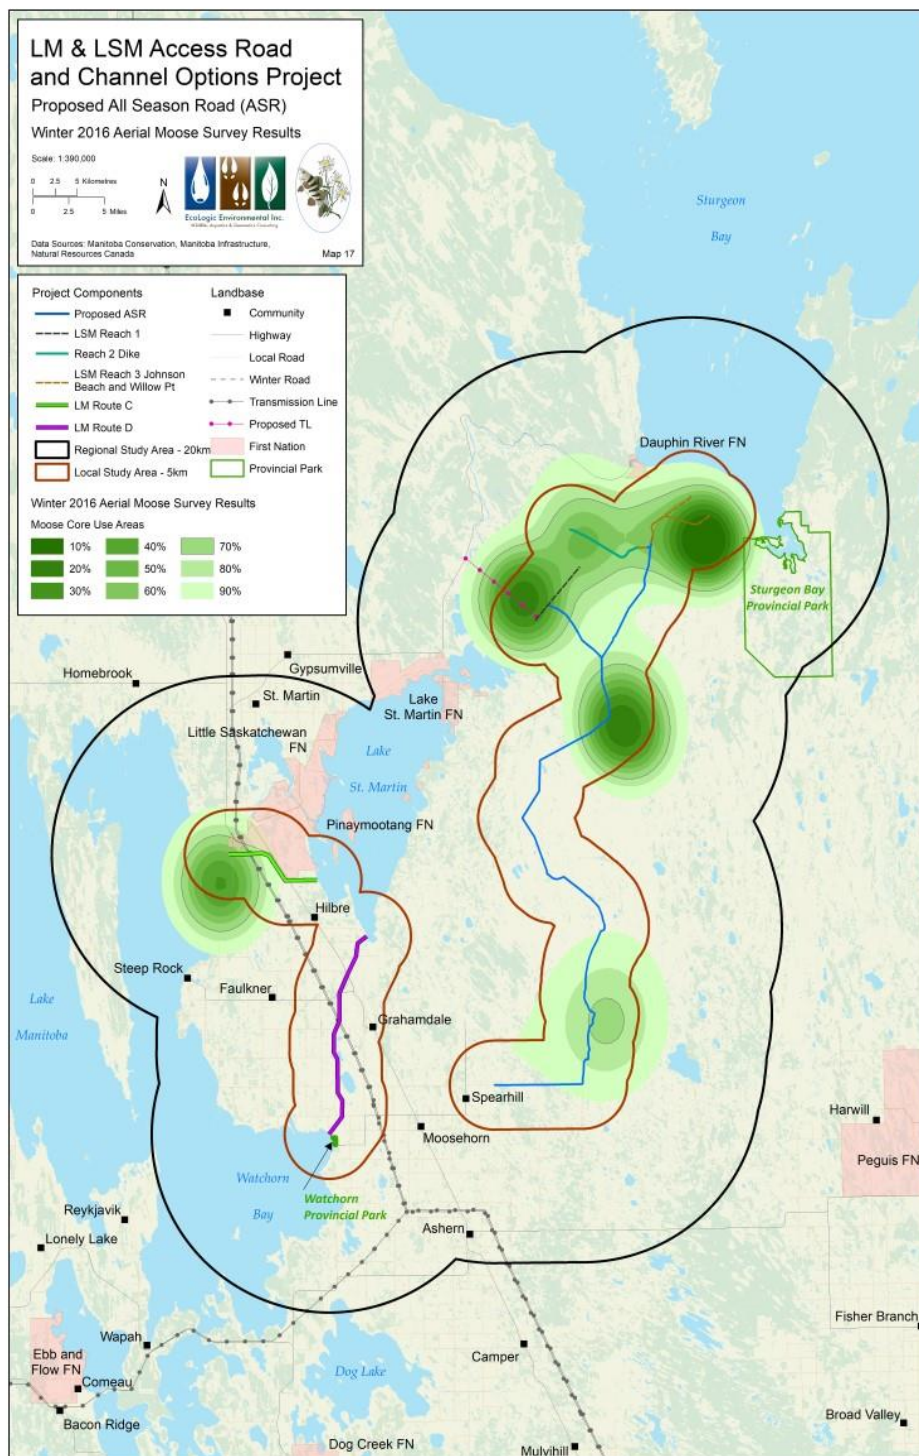 LM & LSM Access Road
and Channel Options Project
Proposed All Season Road (ASR)
Winter 2016 Aerial Moose Survey Results
Scale: 1:390,000
0 2.5 5 Kilometres
0 2.5 5 Miles
N
EcoLogic Environmental Inc.
Data Sources: Manitoba Conservation, Manitoba Infrastructure,
Natural Resources Canada
Map 17
Project Components
Proposed ASR
LSM Reach 1
Reach 2 Dike
LSM Reach 3 Johnson
Beach and Willow Pt
LM Route C
LM Route D
Regional Study Area - 20km
Local Study Area - 5km
Landbase
Community
Highway
Local Road
Winter Road
Transmission Line
Proposed TL
First Nation
Provincial Park
Winter 2016 Aerial Moose Survey Results
Moose Core Use Areas
10% 40% 70%
20% 50% 80%
30% 60% 90%
Sturgeon
Bay
Dauphin River FN
Sturgeon Bay
Provincial Park
Homebrook
Gypsumville
St. Martin
Lake
St. Martin FN
Little Saskatchewan
FN
Lake
St. Martin
Pinaymootang FN
Hilbre
Steep Rock
Faulkner
Lake
Manitoba
Grahamdale
Spearhill
Harwill
Moosehorn
Peguis FN
Watchorn
Bay
Watchorn
Provincial Park
Reykjavik
Lonely Lake
Ashern
Fisher Branch
Wapah
Ebb and
Flow FN
Camper
Dog Lake
Comeau
Bacon Ridge
Broad Valley
Dog Creek FN
Mulvihill